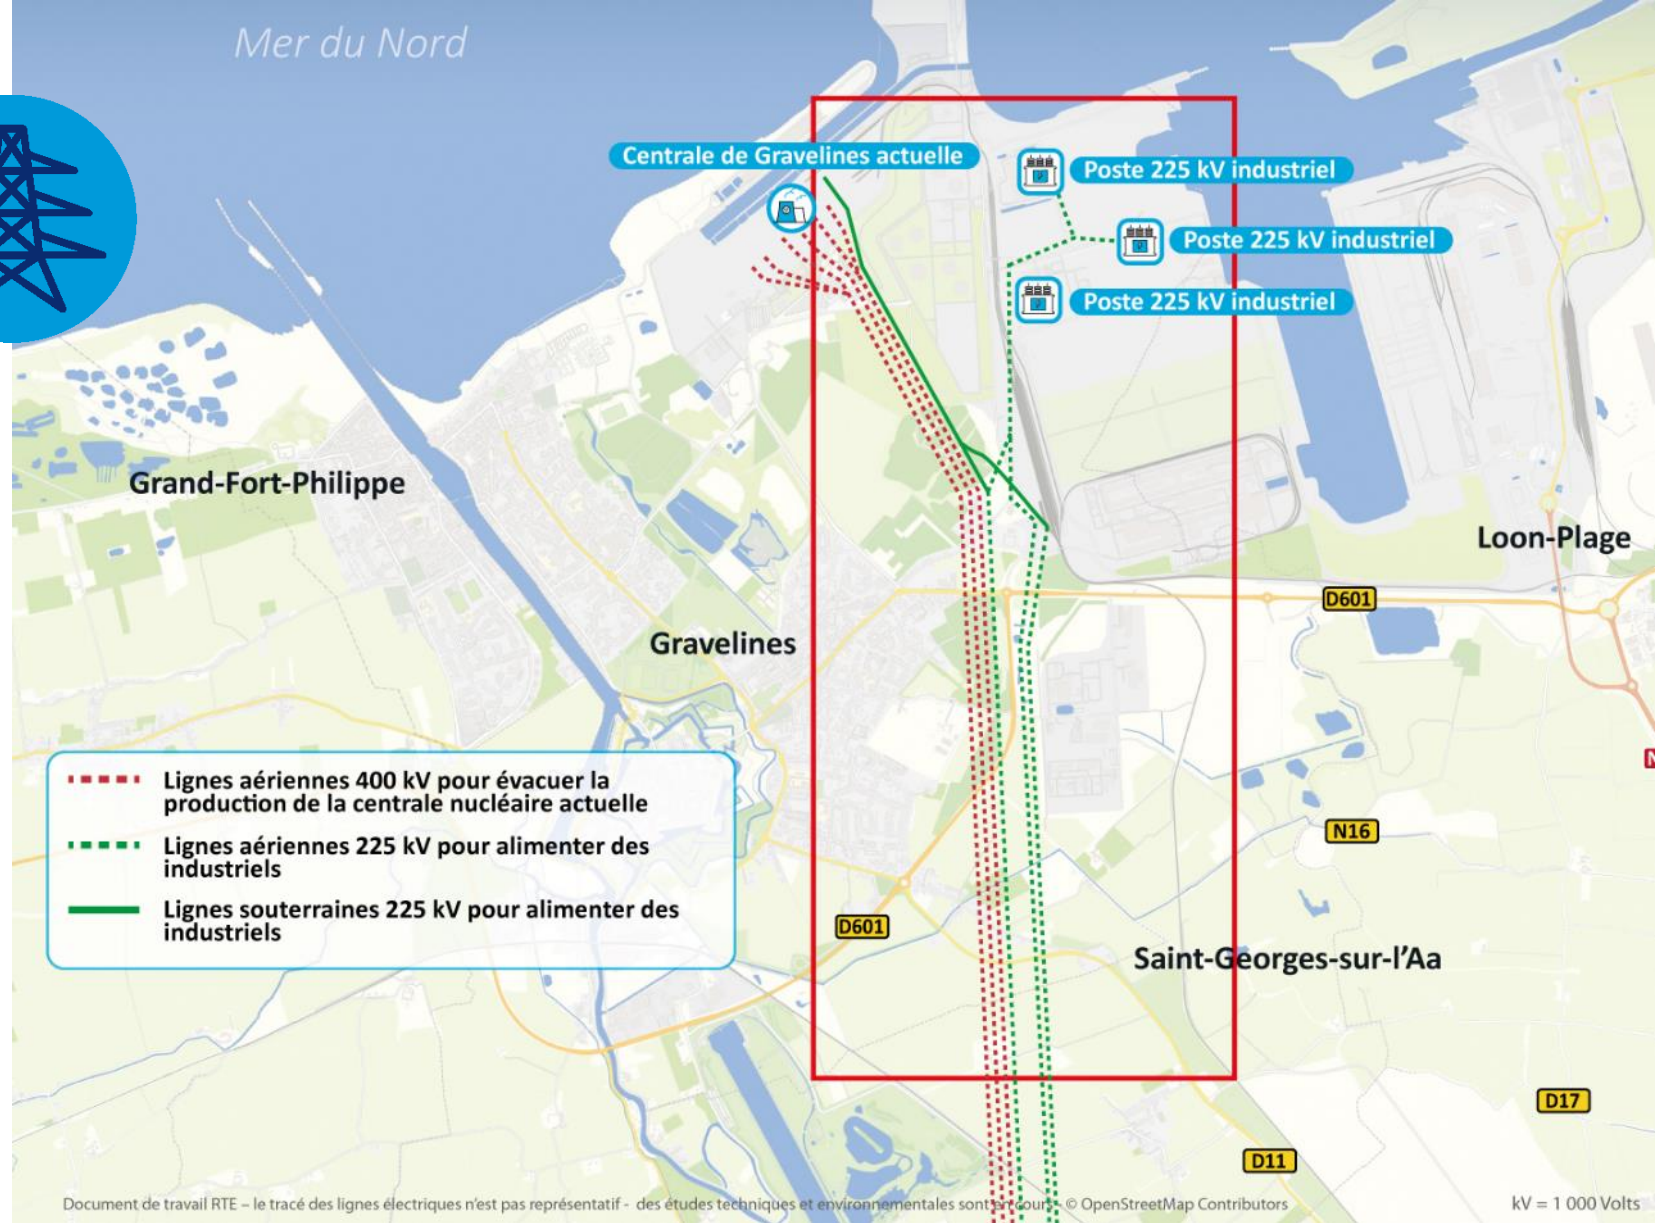 Mer du Nord
Centrale de Gravelines actuelle
Poste 225 kV industriel
Poste 225 kV industriel
Poste 225 kV industriel
Grand-Fort-Philippe
Loon-Plage
D601
Gravelines
N
Lignes aériennes 400 kV pour évacuer la
production de la centrale nucléaire actuelle
Lignes aériennes 225 kV pour alimenter des
industriels
Lignes souterraines 225 kV pour alimenter des
industriels
N16
D601
Saint-Georges-sur-l'Aa
D17
D11
Document de travail RTE – le tracé des lignes électriques n'est pas représentatif - des études techniques et environnementales sont en cours - © OpenStreetMap Contributors
kV = 1 000 Volts